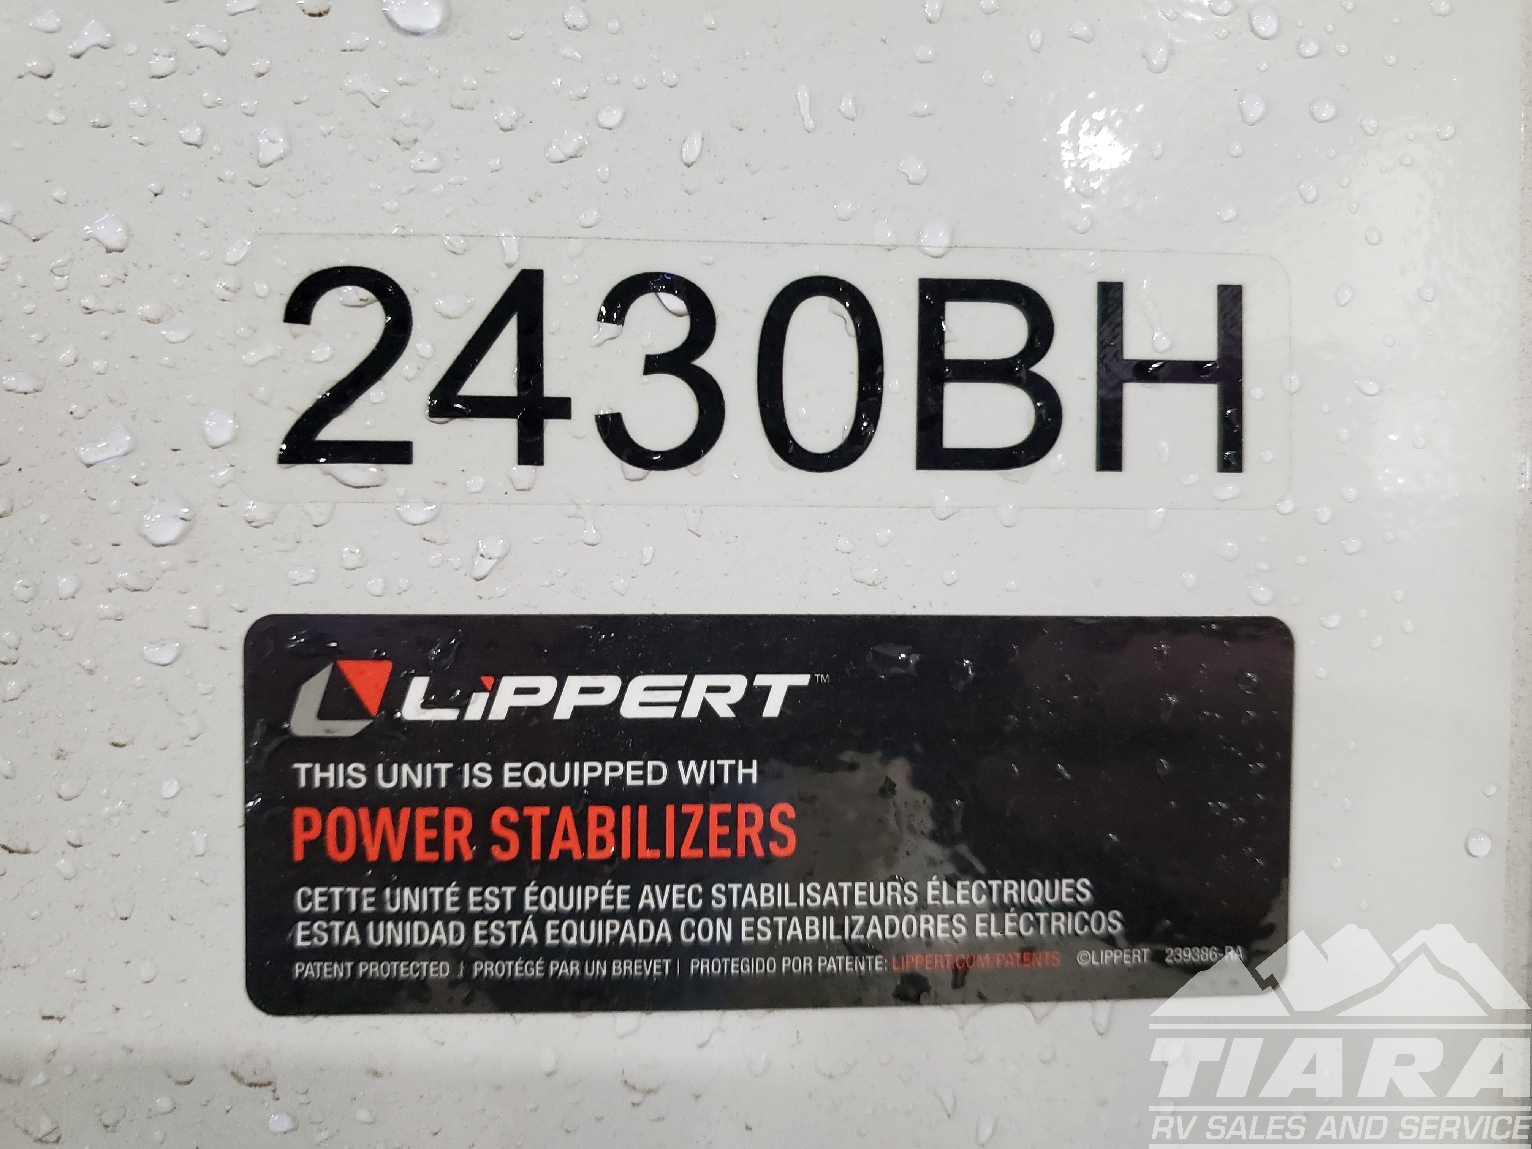 2430BH
LiPPERT™
THIS UNIT IS EQUIPPED WITH
POWER STABILIZERS
CETTE UNITÉ EST ÉQUIPÉE AVEC STABILISATEURS ÉLECTRIQUES
ESTA UNIDAD ESTÁ EQUIPADA CON ESTABILIZADORES ELÉCTRICOS
PATENT PROTECTED | PROTÉGÉ PAR UN BREVET | PROTEGIDO POR PATENTE: LIPPERT.COM/PATENTS ©LIPPERT 239386-RA
TIARA
RV SALES AND SERVICE